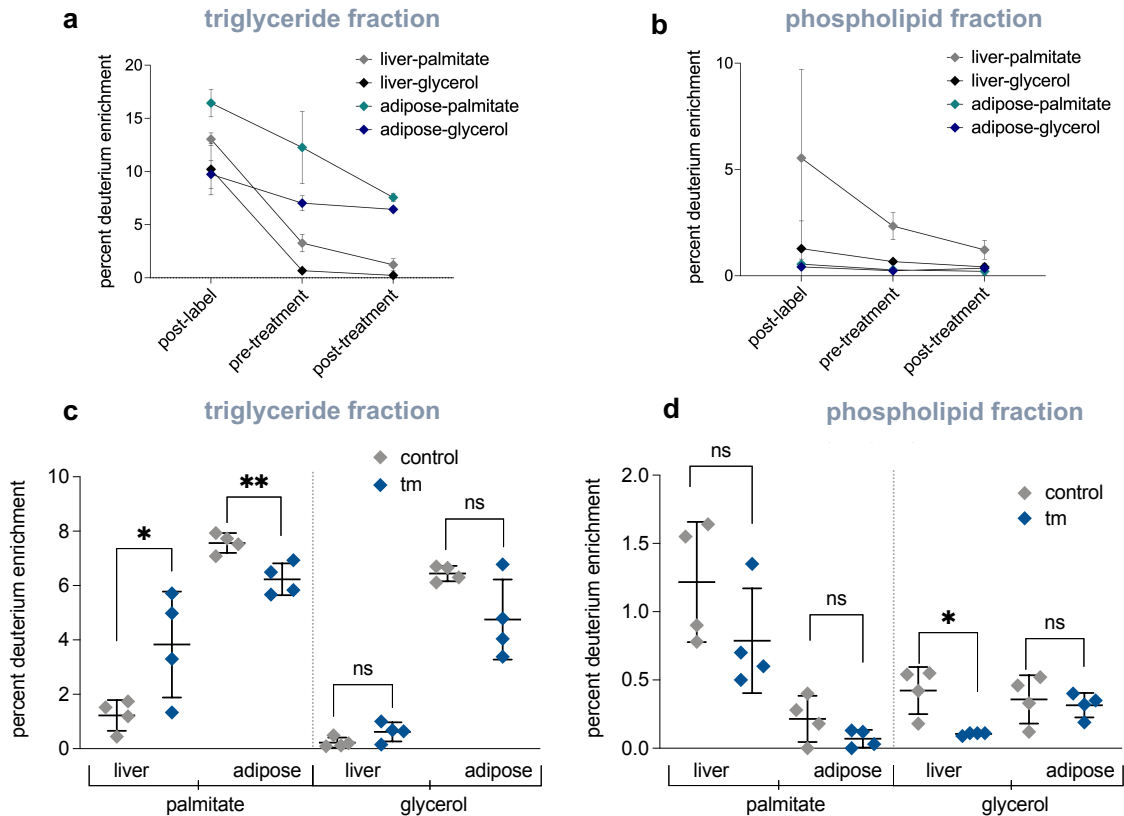 a
triglyceride fraction
percent deuterium enrichment
20
15
10
5
0
liver-palmitate
liver-glycerol
adipose-palmitate
adipose-glycerol
post-label
pre-treatment
post-treatment
b
phospholipid fraction
percent deuterium enrichment
10
5
0
liver-palmitate
liver-glycerol
adipose-palmitate
adipose-glycerol
post-label
pre-treatment
post-treatment
c
triglyceride fraction
percent deuterium enrichment
10
8
6
4
2
0
control
tm
*
**
ns
ns
liver
adipose
liver
adipose
palmitate
glycerol
d
phospholipid fraction
percent deuterium enrichment
2.0
1.5
1.0
0.5
0.0
control
tm
ns
ns
*
ns
liver
adipose
liver
adipose
palmitate
glycerol